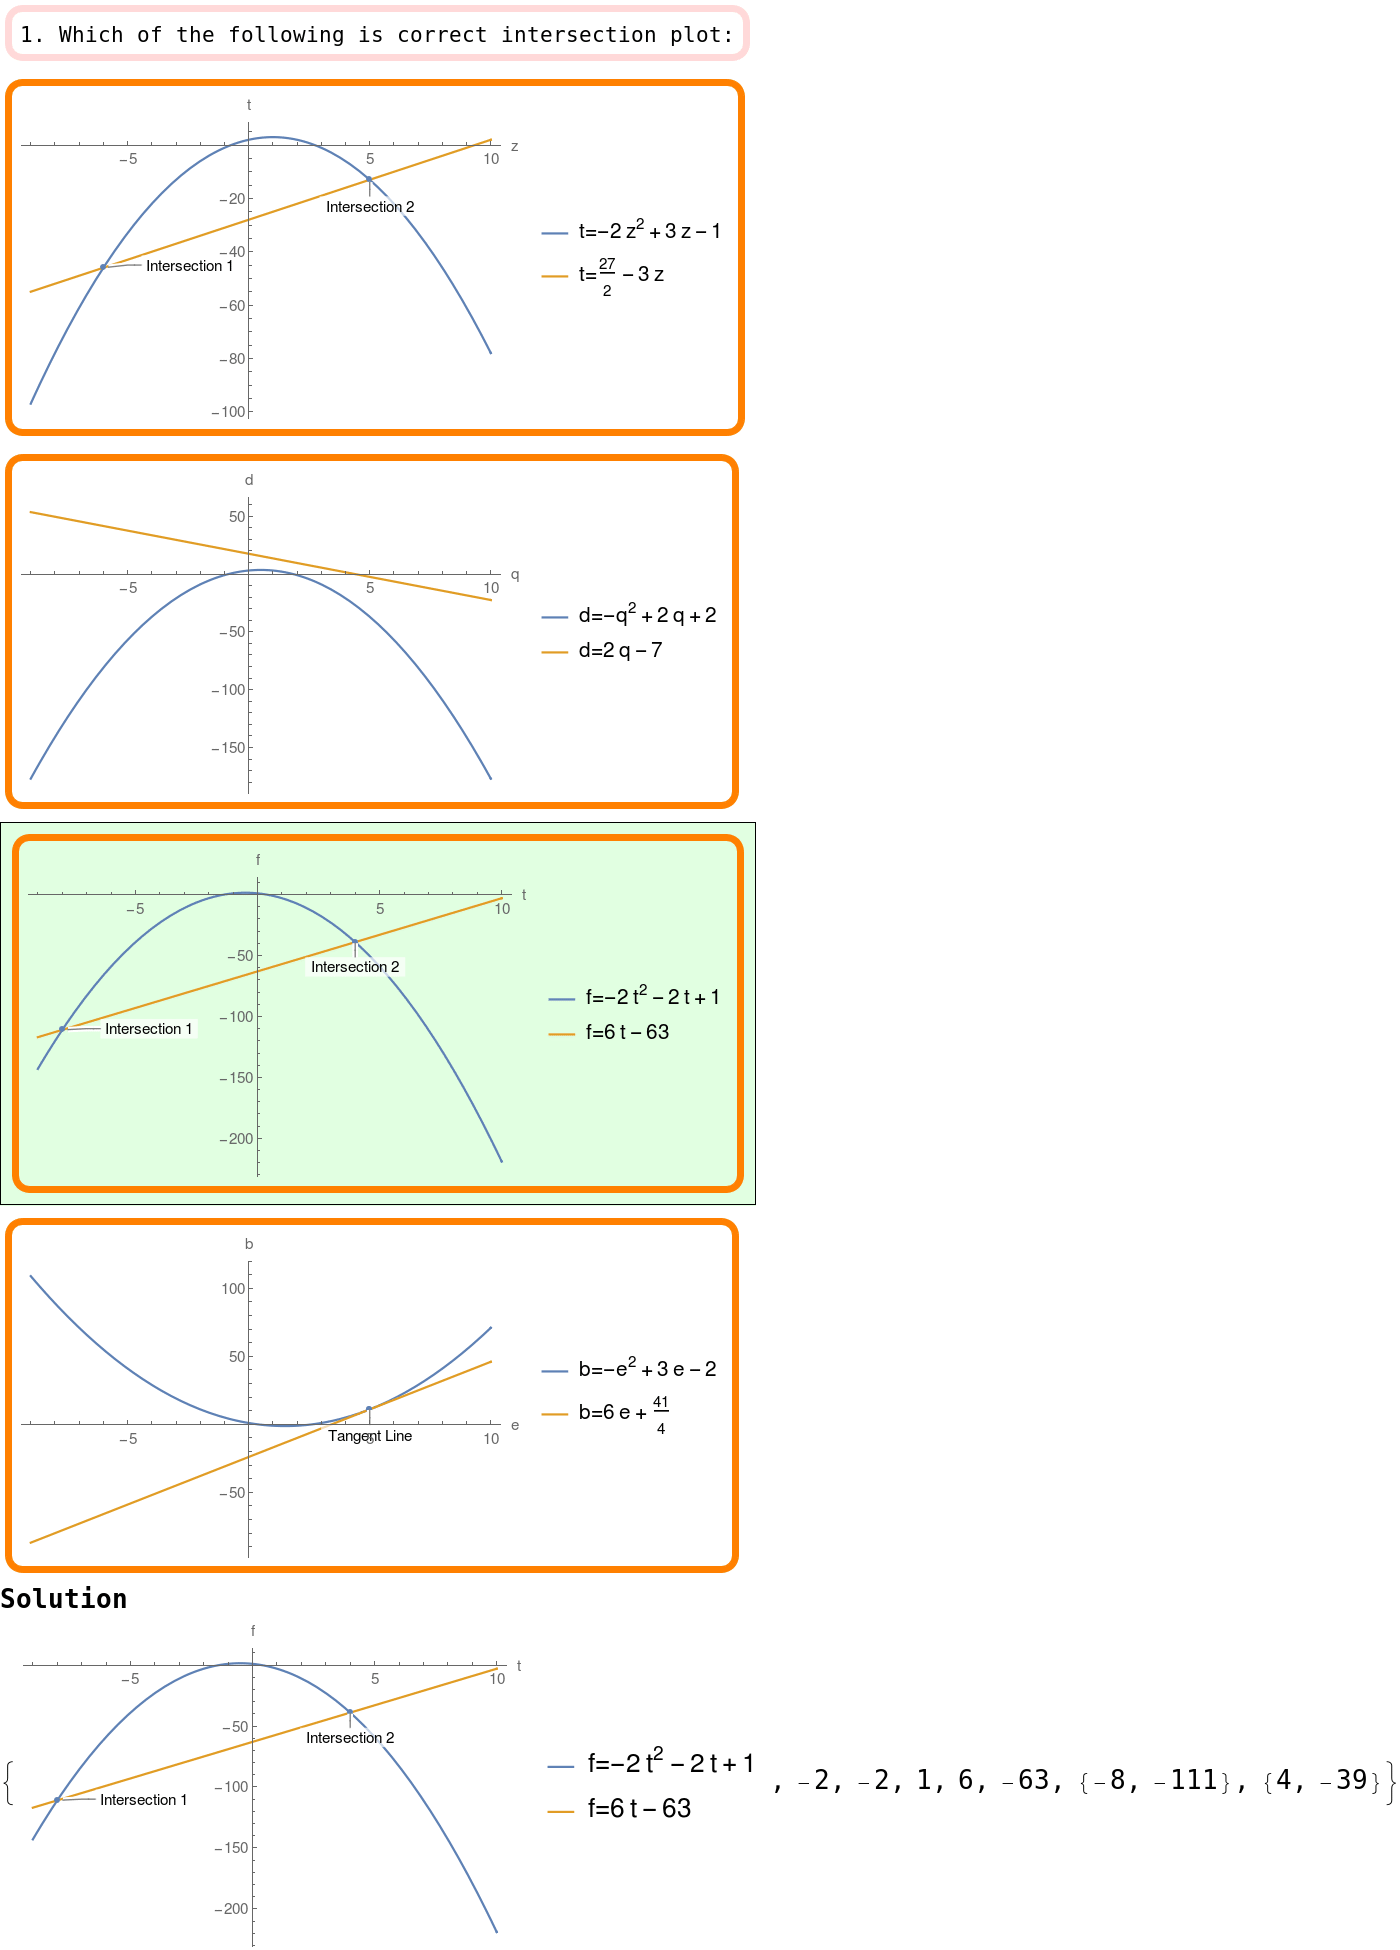 1. Which of the following is correct intersection plot:
t
z
−5
5
10
−20
−40
−60
−80
−100
Intersection 2
Intersection 1
t=−2 z² + 3 z − 1
t=27/2 − 3 z
d
50
q
−5
5
10
−50
−100
−150
d=−q² + 2 q + 2
d=2 q − 7
f
t
−5
5
10
−50
−100
−150
−200
Intersection 2
Intersection 1
f=−2 t² − 2 t + 1
f=6 t − 63
b
100
50
e
−5
5
10
−50
Tangent Line
b=−e² + 3 e − 2
b=6 e + 41/4
Solution
f
t
−5
5
10
−50
−100
−150
−200
Intersection 2
Intersection 1
f=−2 t² − 2 t + 1
f=6 t − 63
{ , −2, −2, 1, 6, −63, {−8, −111}, {4, −39}}